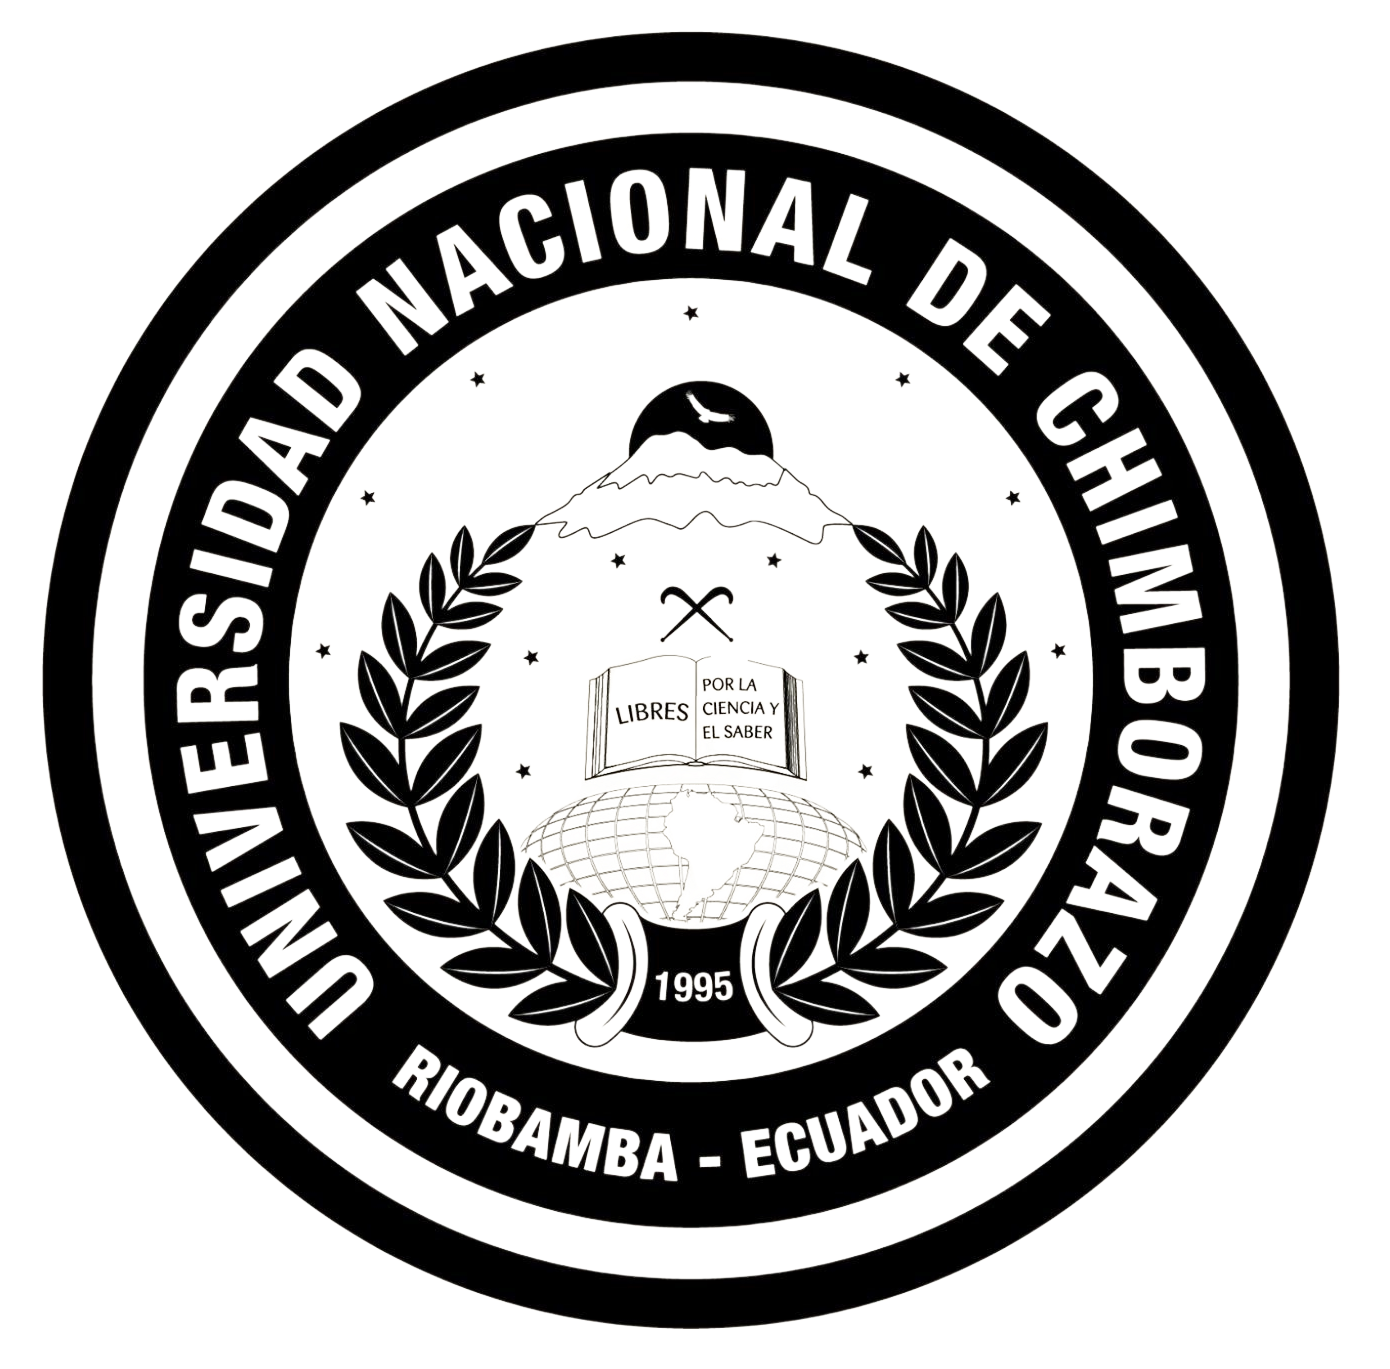 UNIVERSIDAD NACIONAL DE CHIMBORAZO
LIBRES
POR LA
CIENCIA Y
EL SABER
1995
RIOBAMBA - ECUADOR